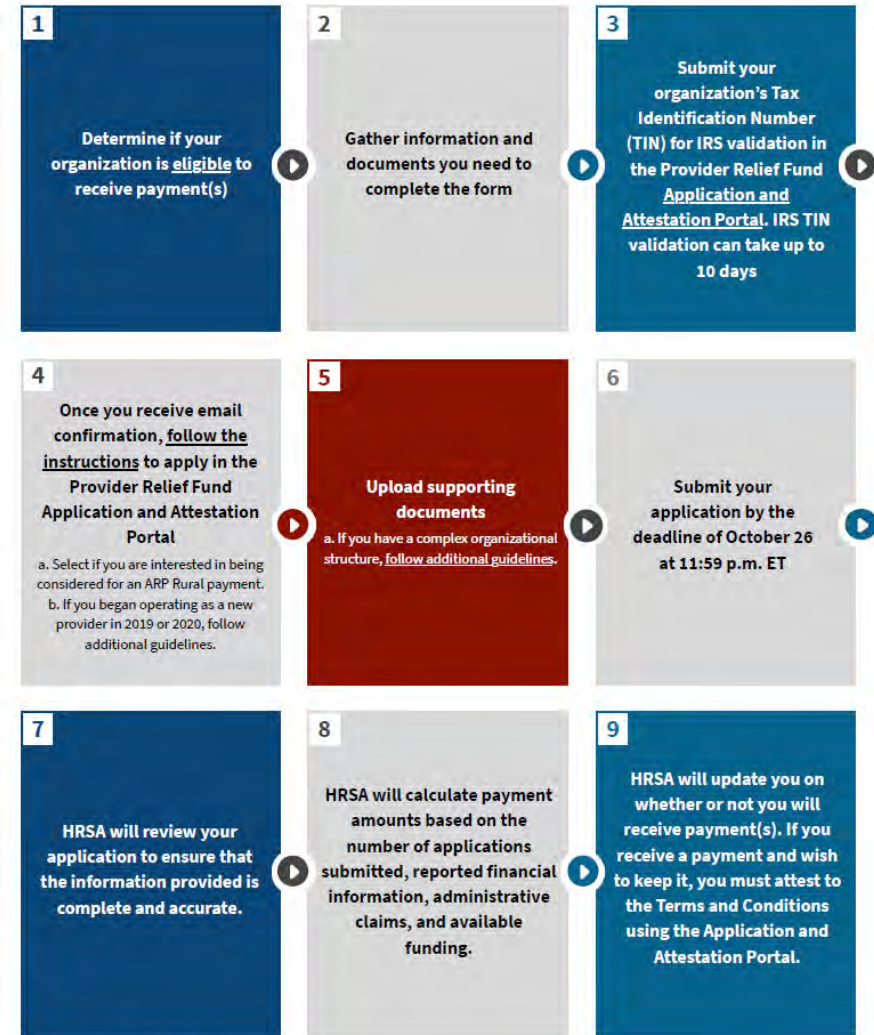 1
Determine if your
organization is eligible to
receive payment(s)
2
Gather information and
documents you need to
complete the form
3
Submit your
organization's Tax
Identification Number
(TIN) for IRS validation in
the Provider Relief Fund
Application and
Attestation Portal. IRS TIN
validation can take up to
10 days
4
Once you receive email
confirmation, follow the
instructions to apply in the
Provider Relief Fund
Application and Attestation
Portal
a. Select if you are interested in being
considered for an ARP Rural payment.
b. If you began operating as a new
provider in 2019 or 2020, follow
additional guidelines.
5
Upload supporting
documents
a. If you have a complex organizational
structure, follow additional guidelines.
6
Submit your
application by the
deadline of October 26
at 11:59 p.m. ET
7
HRSA will review your
application to ensure that
the information provided is
complete and accurate.
8
HRSA will calculate payment
amounts based on the
number of applications
submitted, reported financial
information, administrative
claims, and available
funding.
9
HRSA will update you on
whether or not you will
receive payment(s). If you
receive a payment and wish
to keep it, you must attest to
the Terms and Conditions
using the Application and
Attestation Portal.